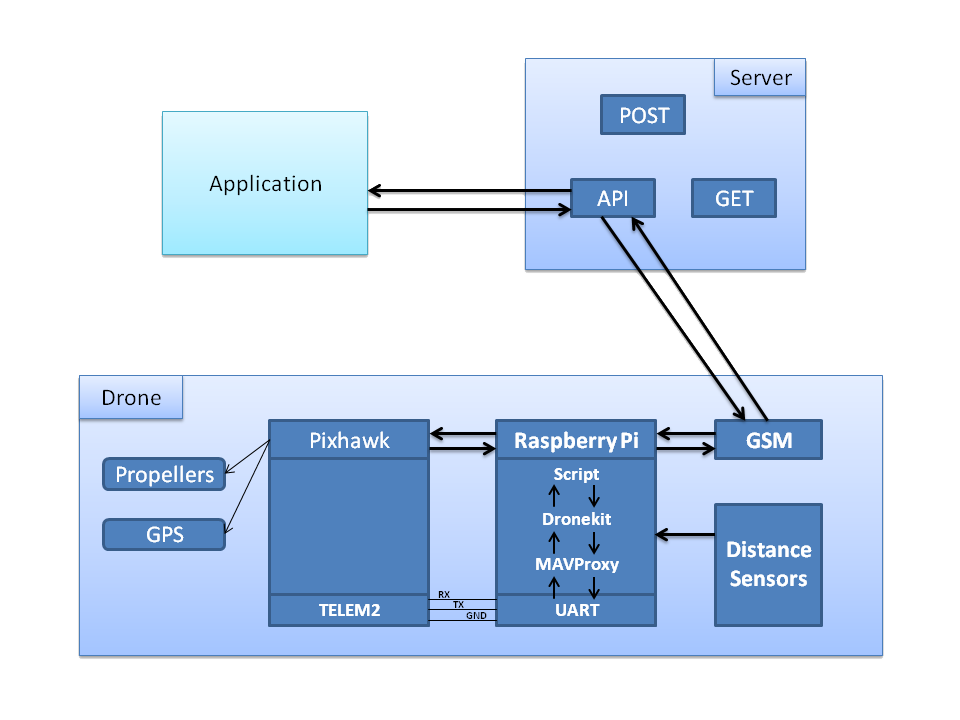 Server
POST
Application
API
GET
Drone
Pixhawk
Raspberry Pi
GSM
Propellers
Script
GPS
Dronekit
Distance
Sensors
MAVProxy
RX
TX
GND
TELEM2
UART